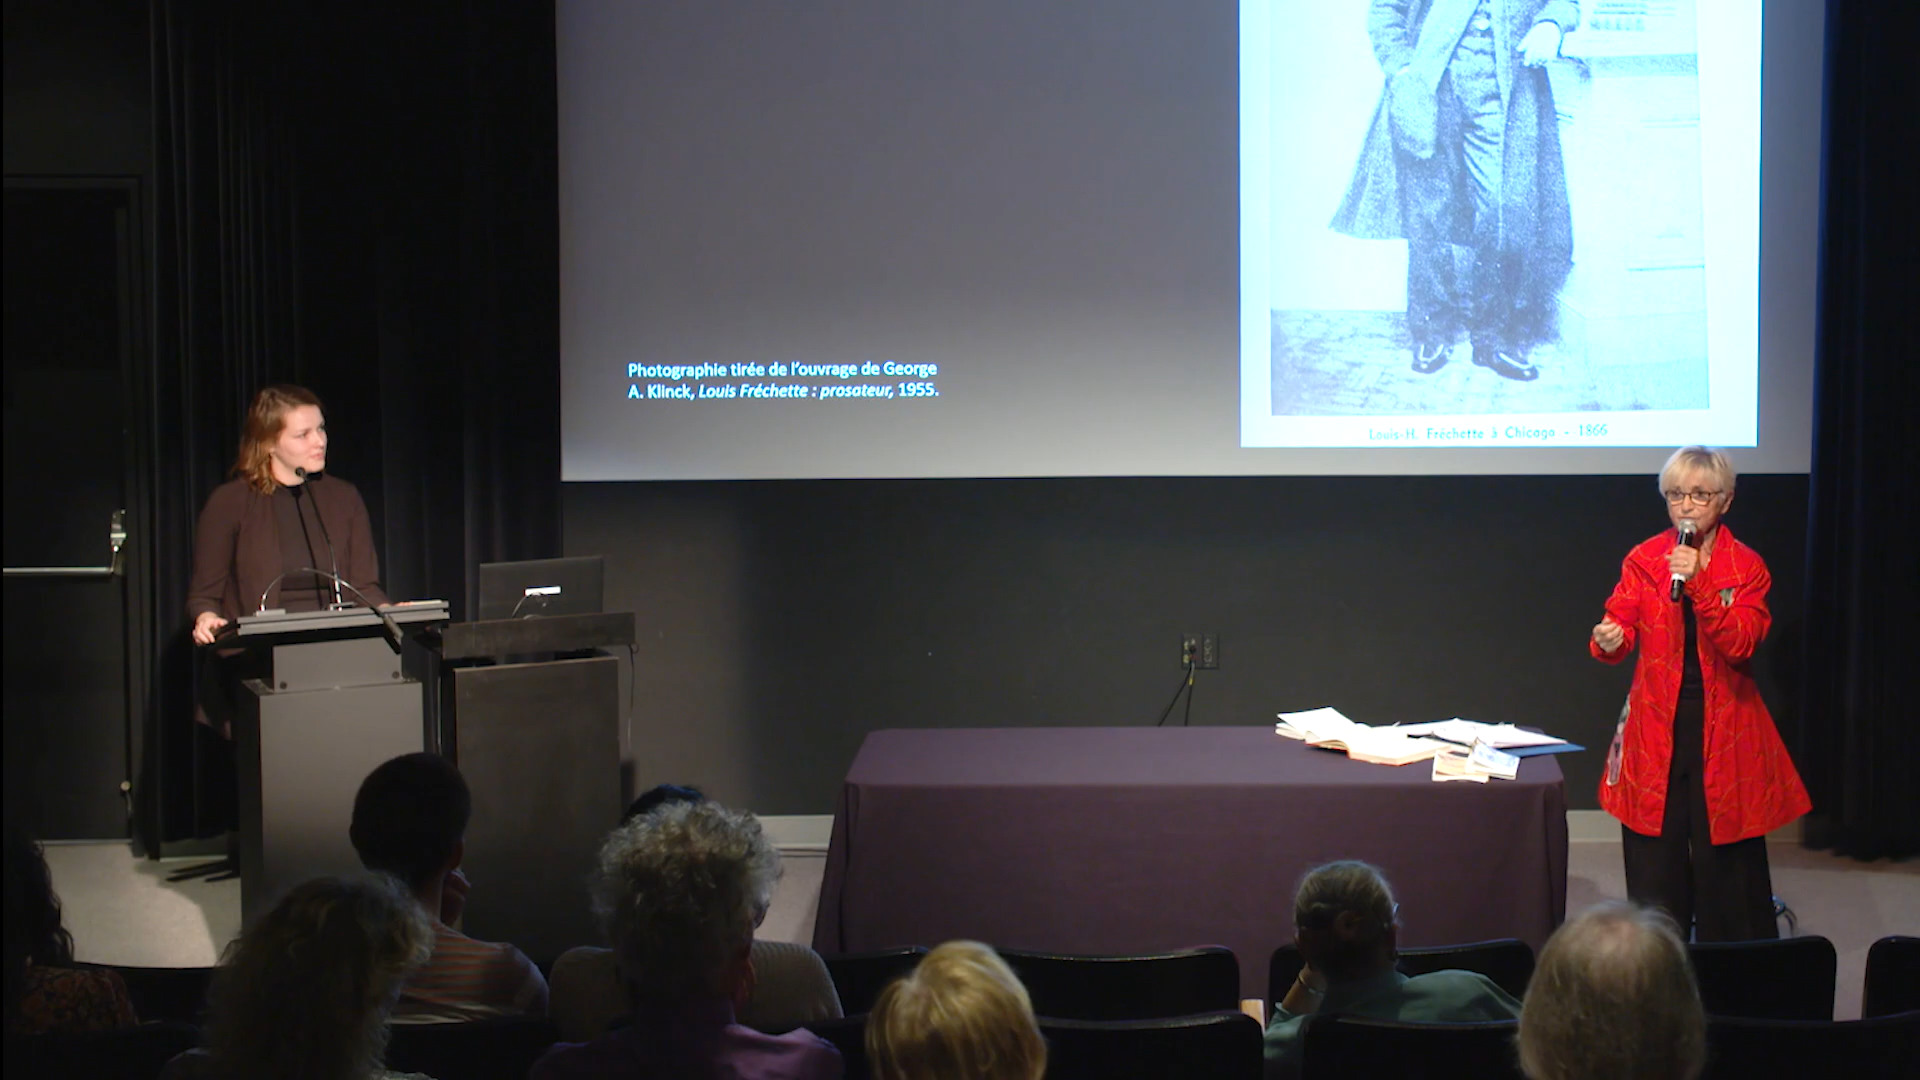 Photographie tirée de l'ouvrage de George
A. Klinck, Louis Fréchette : prosateur, 1955.
Louis-H. Fréchette à Chicago - 1866